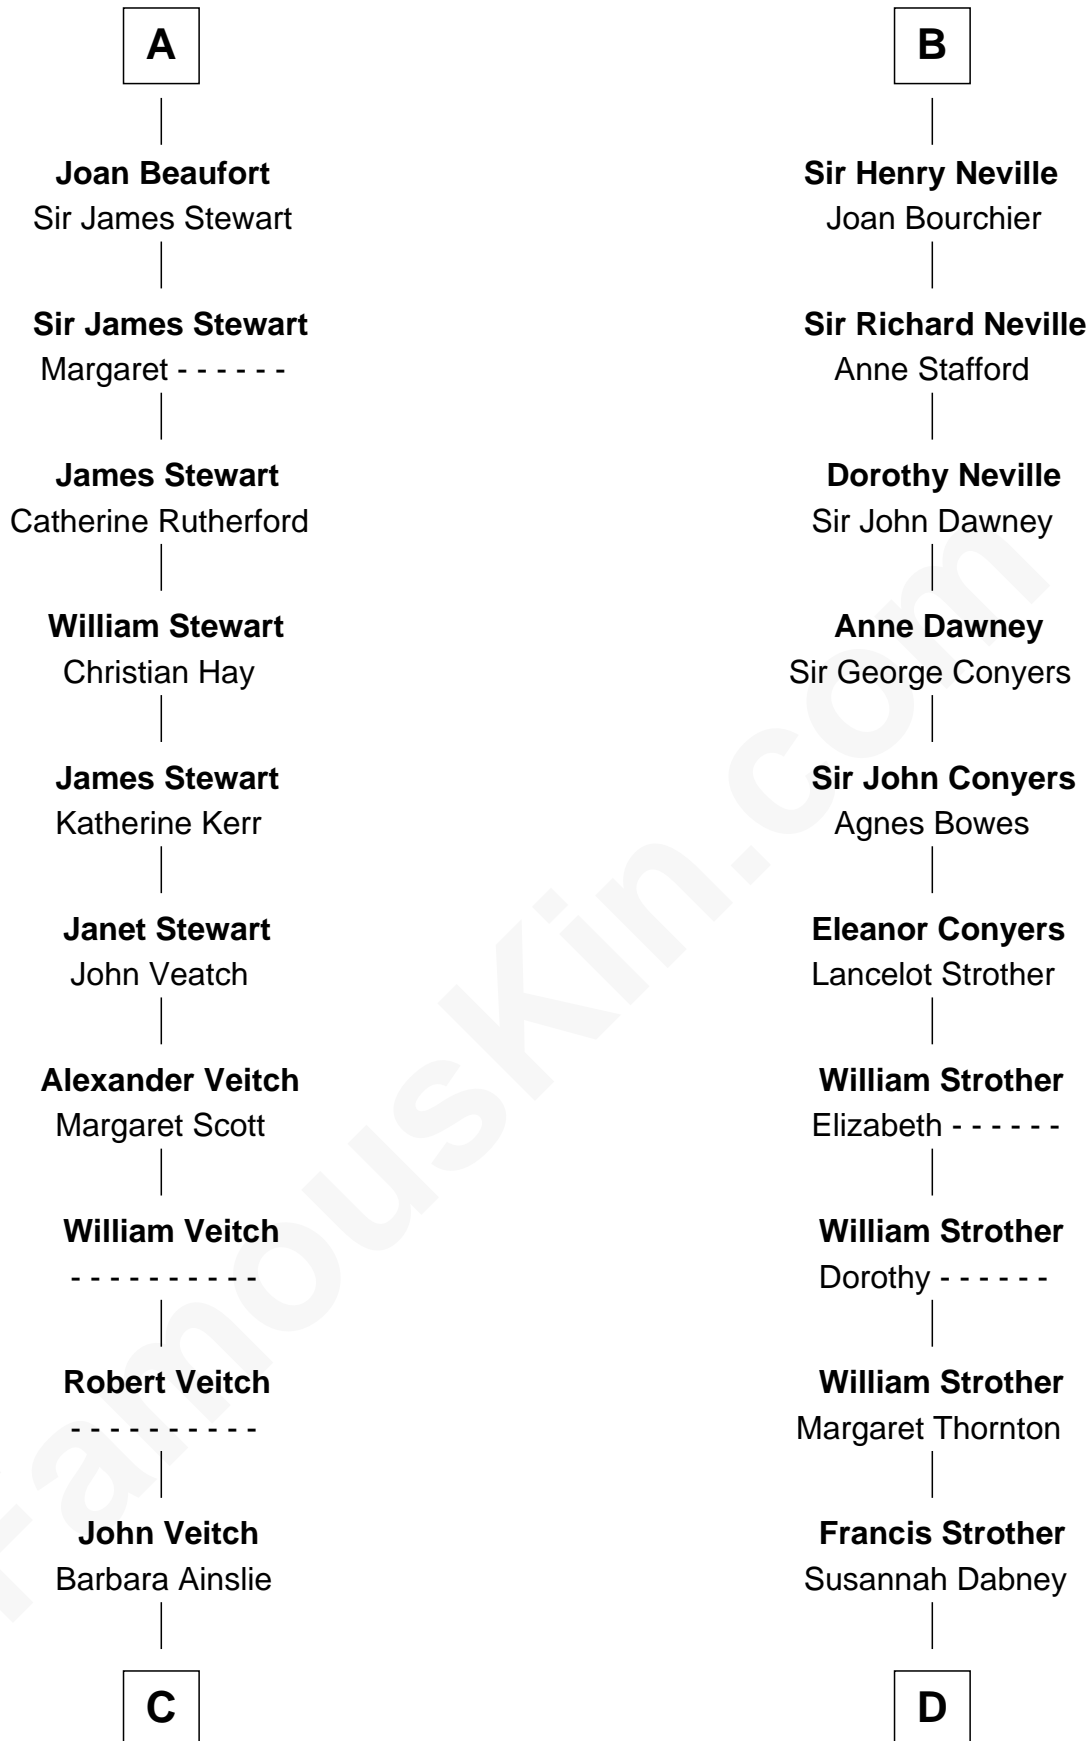 A
Joan Beaufort
Sir James Stewart
Sir James Stewart
Margaret - - - - - -
James Stewart
Catherine Rutherford
William Stewart
Christian Hay
James Stewart
Katherine Kerr
Janet Stewart
John Veatch
Alexander Veitch
Margaret Scott
William Veitch
- - - - - - - - - -
Robert Veitch
- - - - - - - - - -
John Veitch
Barbara Ainslie
C
B
Sir Henry Neville
Joan Bourchier
Sir Richard Neville
Anne Stafford
Dorothy Neville
Sir John Dawney
Anne Dawney
Sir George Conyers
Sir John Conyers
Agnes Bowes
Eleanor Conyers
Lancelot Strother
William Strother
Elizabeth - - - - - -
William Strother
Dorothy - - - - - -
William Strother
Margaret Thornton
Francis Strother
Susannah Dabney
D
FamousKin.com